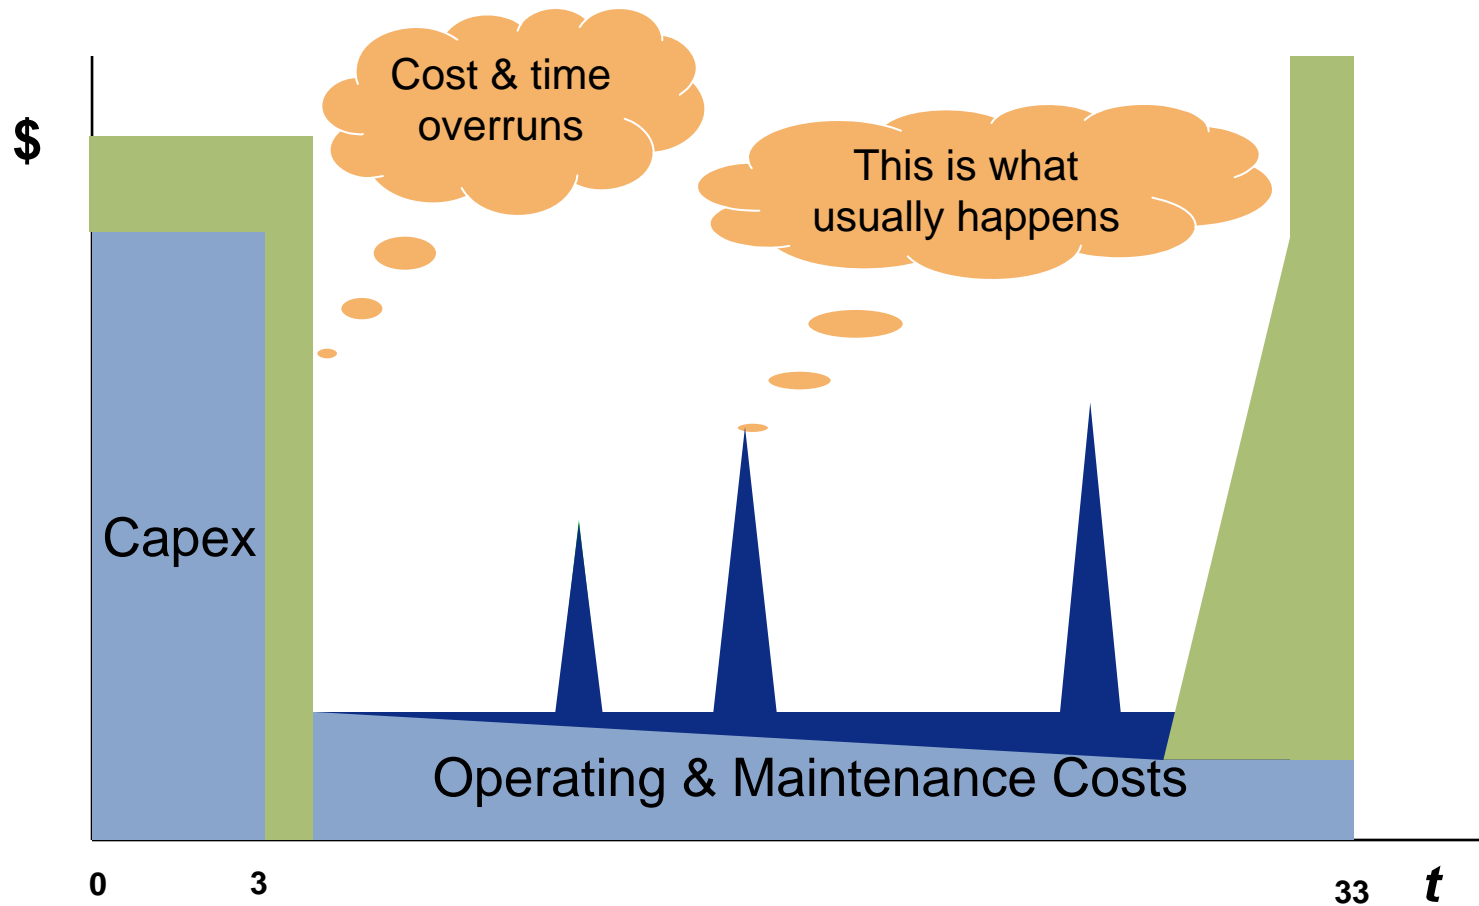 $
Cost & time
overruns
This is what
usually happens
Capex
Operating & Maintenance Costs
0
3
33
t